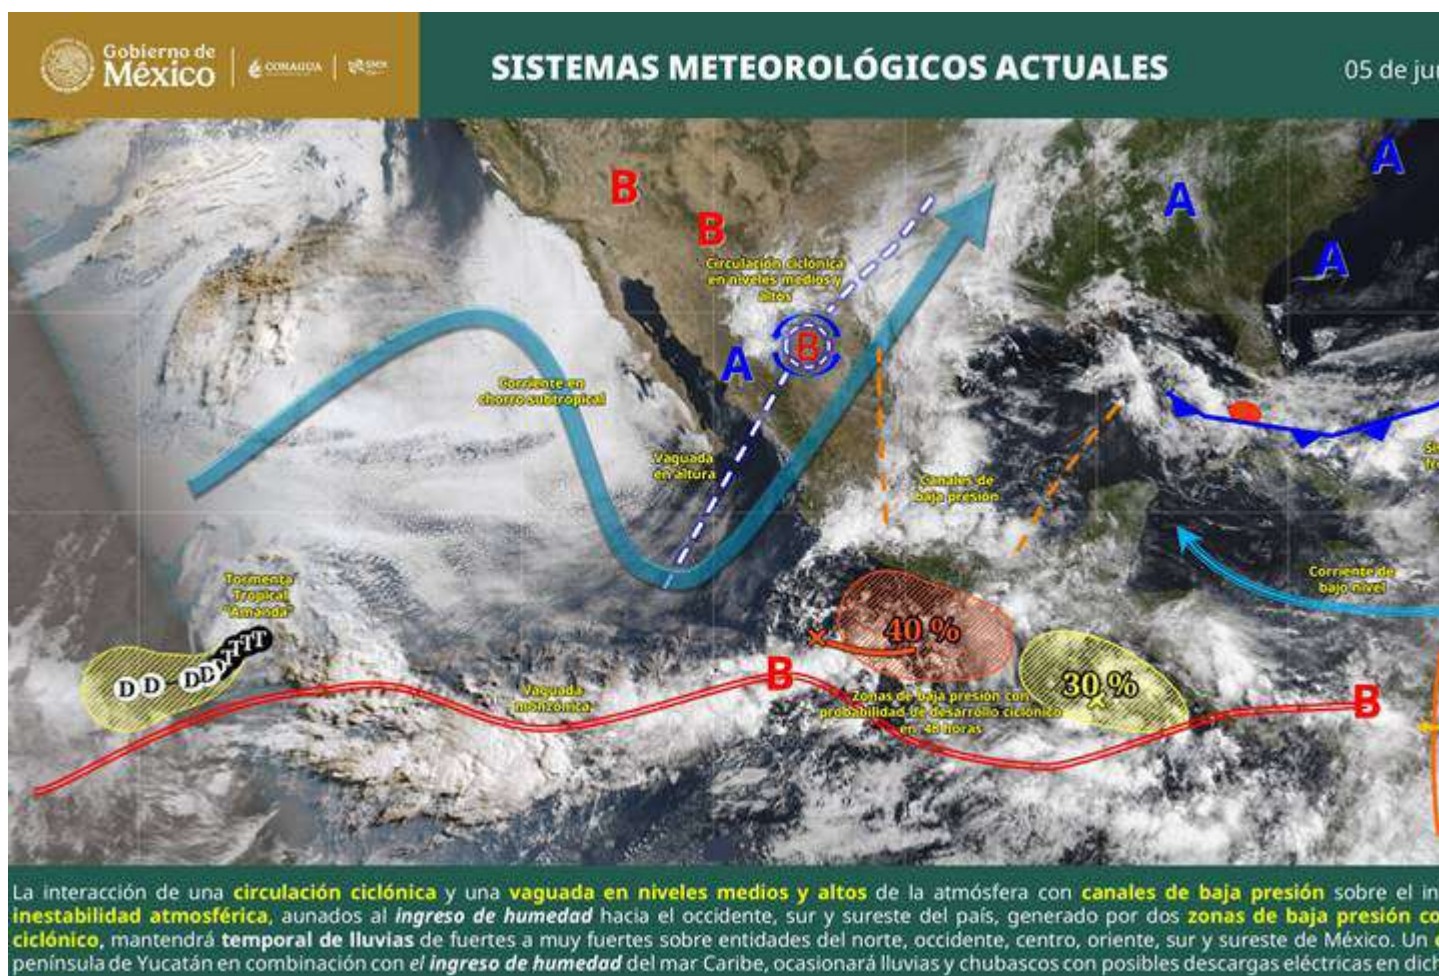 Gobierno de
México
CONAGUA
SMN
SISTEMAS METEOROLÓGICOS ACTUALES
05 de jun
B
B
A
A
A
Circulación ciclónica
en niveles medios y
altos
B
A
Corriente en
chorro subtropical
Vaguada
en altura
Canales de
baja presión
Corriente de
bajo nivel
Tormenta
Tropical
"Amanda"
D D D D T T T T
40 %
30 %
B
B
Vaguada
monzónica
Zonas de baja presión con
probabilidad de desarrollo ciclónico
en 48 horas
La interacción de una circulación ciclónica y una vaguada en niveles medios y altos de la atmósfera con canales de baja presión sobre el in
inestabilidad atmosférica, aunados al ingreso de humedad hacia el occidente, sur y sureste del país, generado por dos zonas de baja presión co
ciclónico, mantendrá temporal de lluvias de fuertes a muy fuertes sobre entidades del norte, occidente, centro, oriente, sur y sureste de México. Un
península de Yucatán en combinación con el ingreso de humedad del mar Caribe, ocasionará lluvias y chubascos con posibles descargas eléctricas en dich